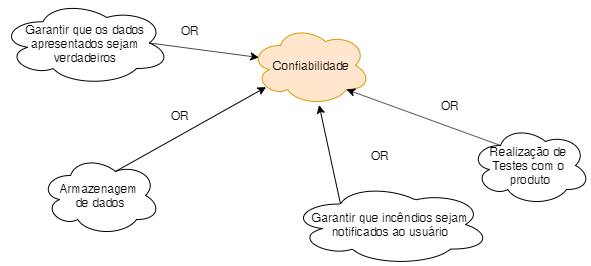 Garantir que os dados
apresentados sejam
verdadeiros
OR
Confiabilidade
OR
OR
Armazenagem
de dados
OR
Realização de
Testes com o
produto
Garantir que incêndios sejam
notificados ao usuário